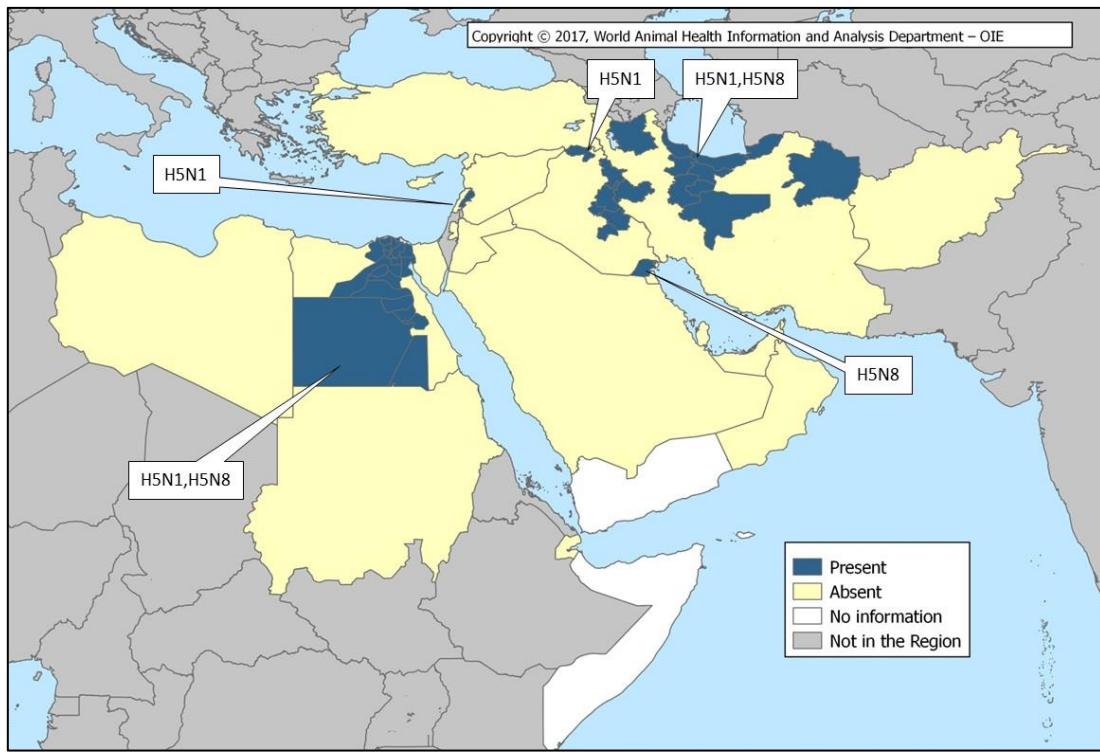 Copyright © 2017, World Animal Health Information and Analysis Department – OIE
H5N1
H5N1,H5N8
H5N1
H5N8
H5N1,H5N8
Present
Absent
No information
Not in the Region